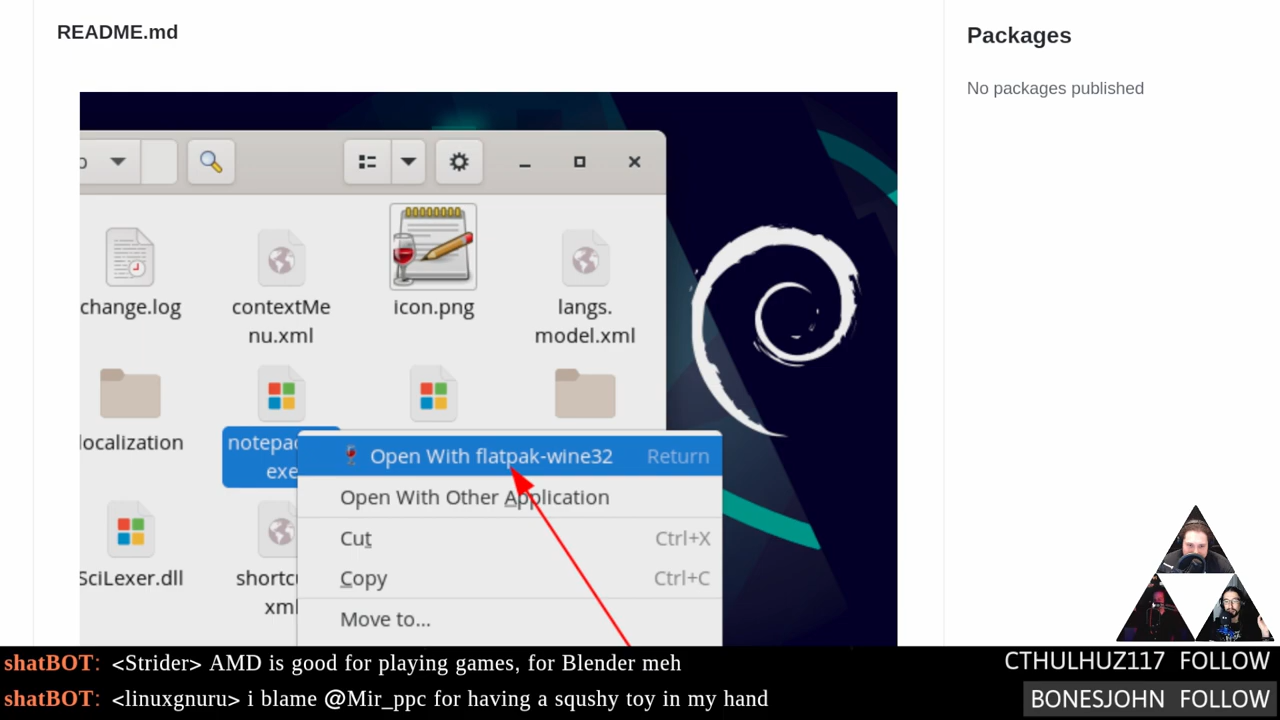 README.md
Packages
No packages published
change.log
contextMe
nu.xml
icon.png
langs.
model.xml
localization
notepad
exe
Open With flatpak-wine32 Return
Open With Other Application
Cut Ctrl+X
Copy Ctrl+C
Move to...
SciLexer.dll
shortcu
xml
shatBOT: <Strider> AMD is good for playing games, for Blender meh
CTHULHUZ117 FOLLOW
shatBOT: <linuxgnuru> i blame @Mir_ppc for having a squshy toy in my hand
BONESJOHN FOLLOW